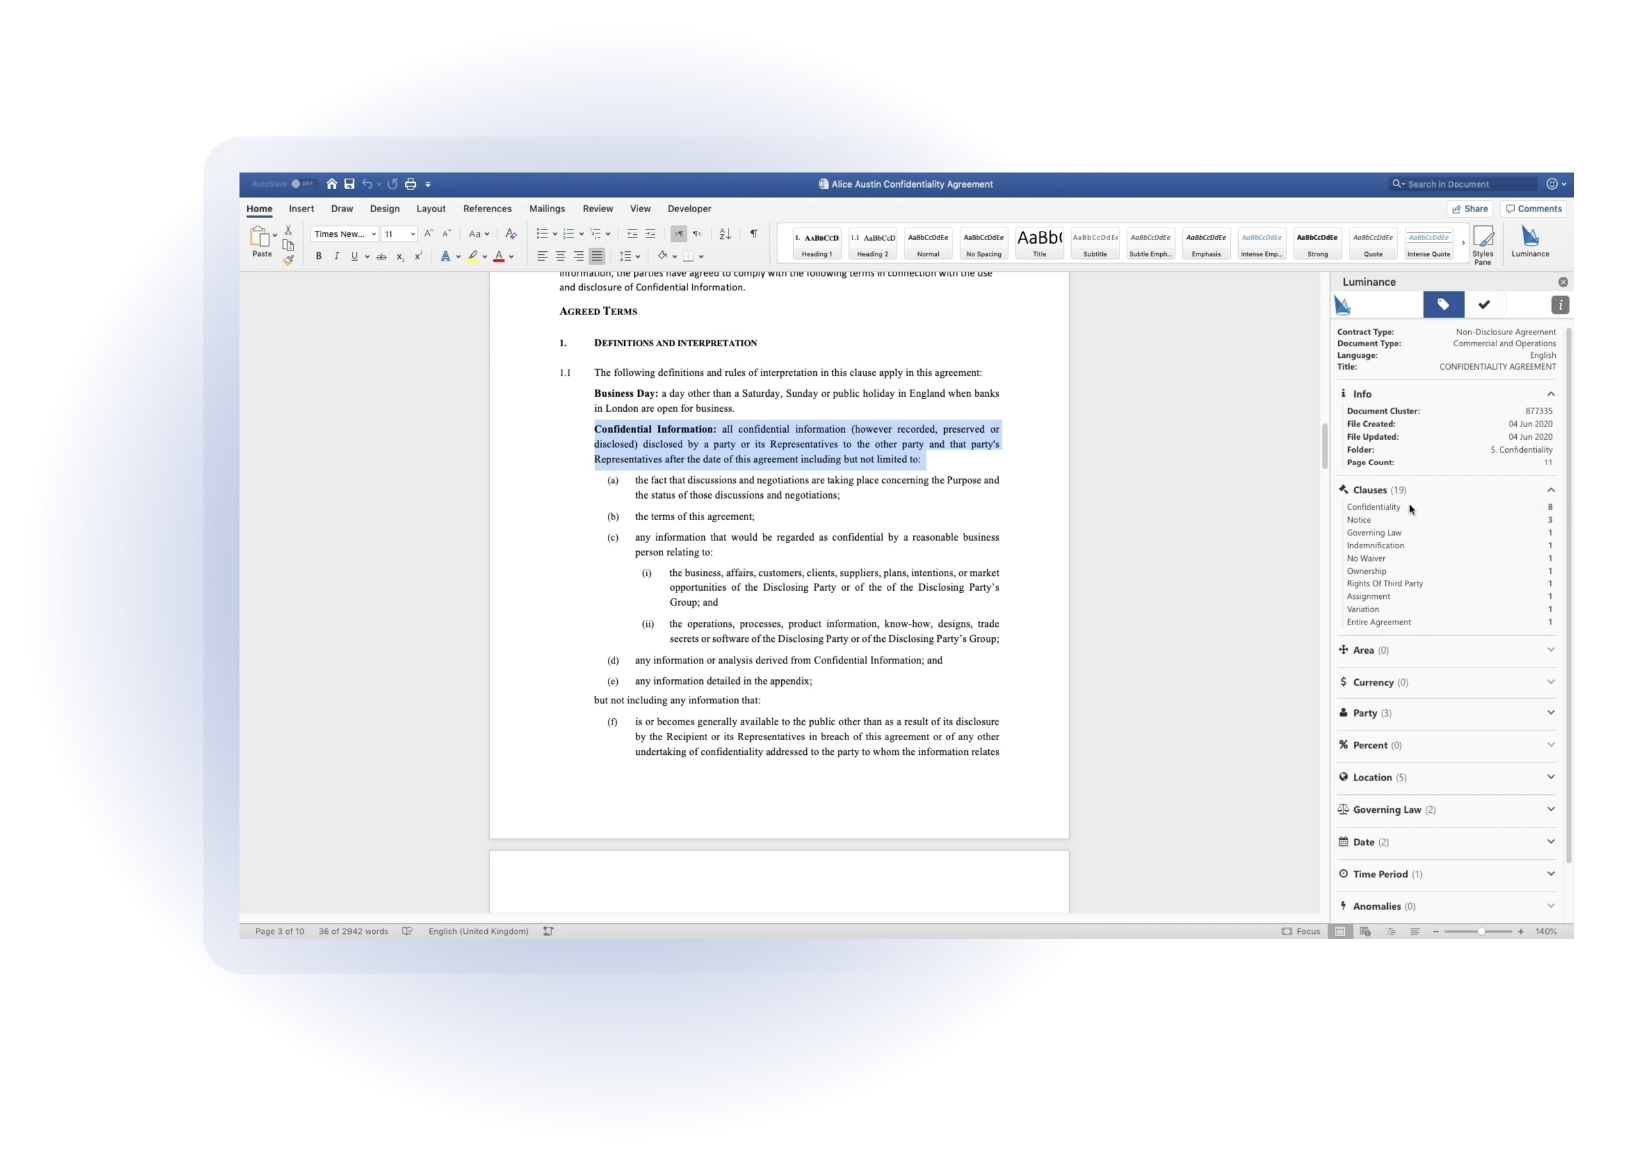 AutoSave OFF
Alice Austin Confidentiality Agreement
Search in Document
Home Insert Draw Design Layout References Mailings Review View Developer
Share Comments
Paste
Times New... 11
Aa
B I U ab x₂ x² A A
1. AABBCCD 1.1 AaBbCcD AaBbCcDdEe AaBbCcDdEe AaBb( AaBbCcDdEe AaBbCcDdEe AaBbCcDdEe AaBbCcDdEe AaBbCcDdEe AaBbCcDdEe AaBbCcDdEe
Heading 1 Heading 2 Normal No Spacing Title Subtitle Subtle Emph... Emphasis Intense Emp... Strong Quote Intense Quote
Styles Pane
Luminance
information, the parties have agreed to comply with the following terms in connection with the use
and disclosure of Confidential Information.
AGREED TERMS
1. DEFINITIONS AND INTERPRETATION
1.1 The following definitions and rules of interpretation in this clause apply in this agreement:
Business Day: a day other than a Saturday, Sunday or public holiday in England when banks
in London are open for business.
Confidential Information: all confidential information (however recorded, preserved or
disclosed) disclosed by a party or its Representatives to the other party and that party's
Representatives after the date of this agreement including but not limited to:
(a) the fact that discussions and negotiations are taking place concerning the Purpose and
the status of those discussions and negotiations;
(b) the terms of this agreement;
(c) any information that would be regarded as confidential by a reasonable business
person relating to:
(i) the business, affairs, customers, clients, suppliers, plans, intentions, or market
opportunities of the Disclosing Party or of the of the Disclosing Party's
Group; and
(ii) the operations, processes, product information, know-how, designs, trade
secrets or software of the Disclosing Party or of the Disclosing Party's Group;
(d) any information or analysis derived from Confidential Information; and
(e) any information detailed in the appendix;
but not including any information that:
(f) is or becomes generally available to the public other than as a result of its disclosure
by the Recipient or its Representatives in breach of this agreement or of any other
undertaking of confidentiality addressed to the party to whom the information relates
Luminance
Contract Type: Non-Disclosure Agreement
Document Type: Commercial and Operations
Language: English
Title: CONFIDENTIALITY AGREEMENT
Info
Document Cluster: 877335
File Created: 04 Jun 2020
File Updated: 04 Jun 2020
Folder: 5. Confidentiality
Page Count: 11
Clauses (19)
Confidentiality 8
Notice 3
Governing Law 1
Indemnification 1
No Waiver 1
Ownership 1
Rights Of Third Party 1
Assignment 1
Variation 1
Entire Agreement 1
Area (0)
$ Currency (0)
Party (3)
% Percent (0)
Location (5)
Governing Law (2)
Date (2)
Time Period (1)
Anomalies (0)
Page 3 of 10 36 of 2942 words English (United Kingdom)
Focus
140%